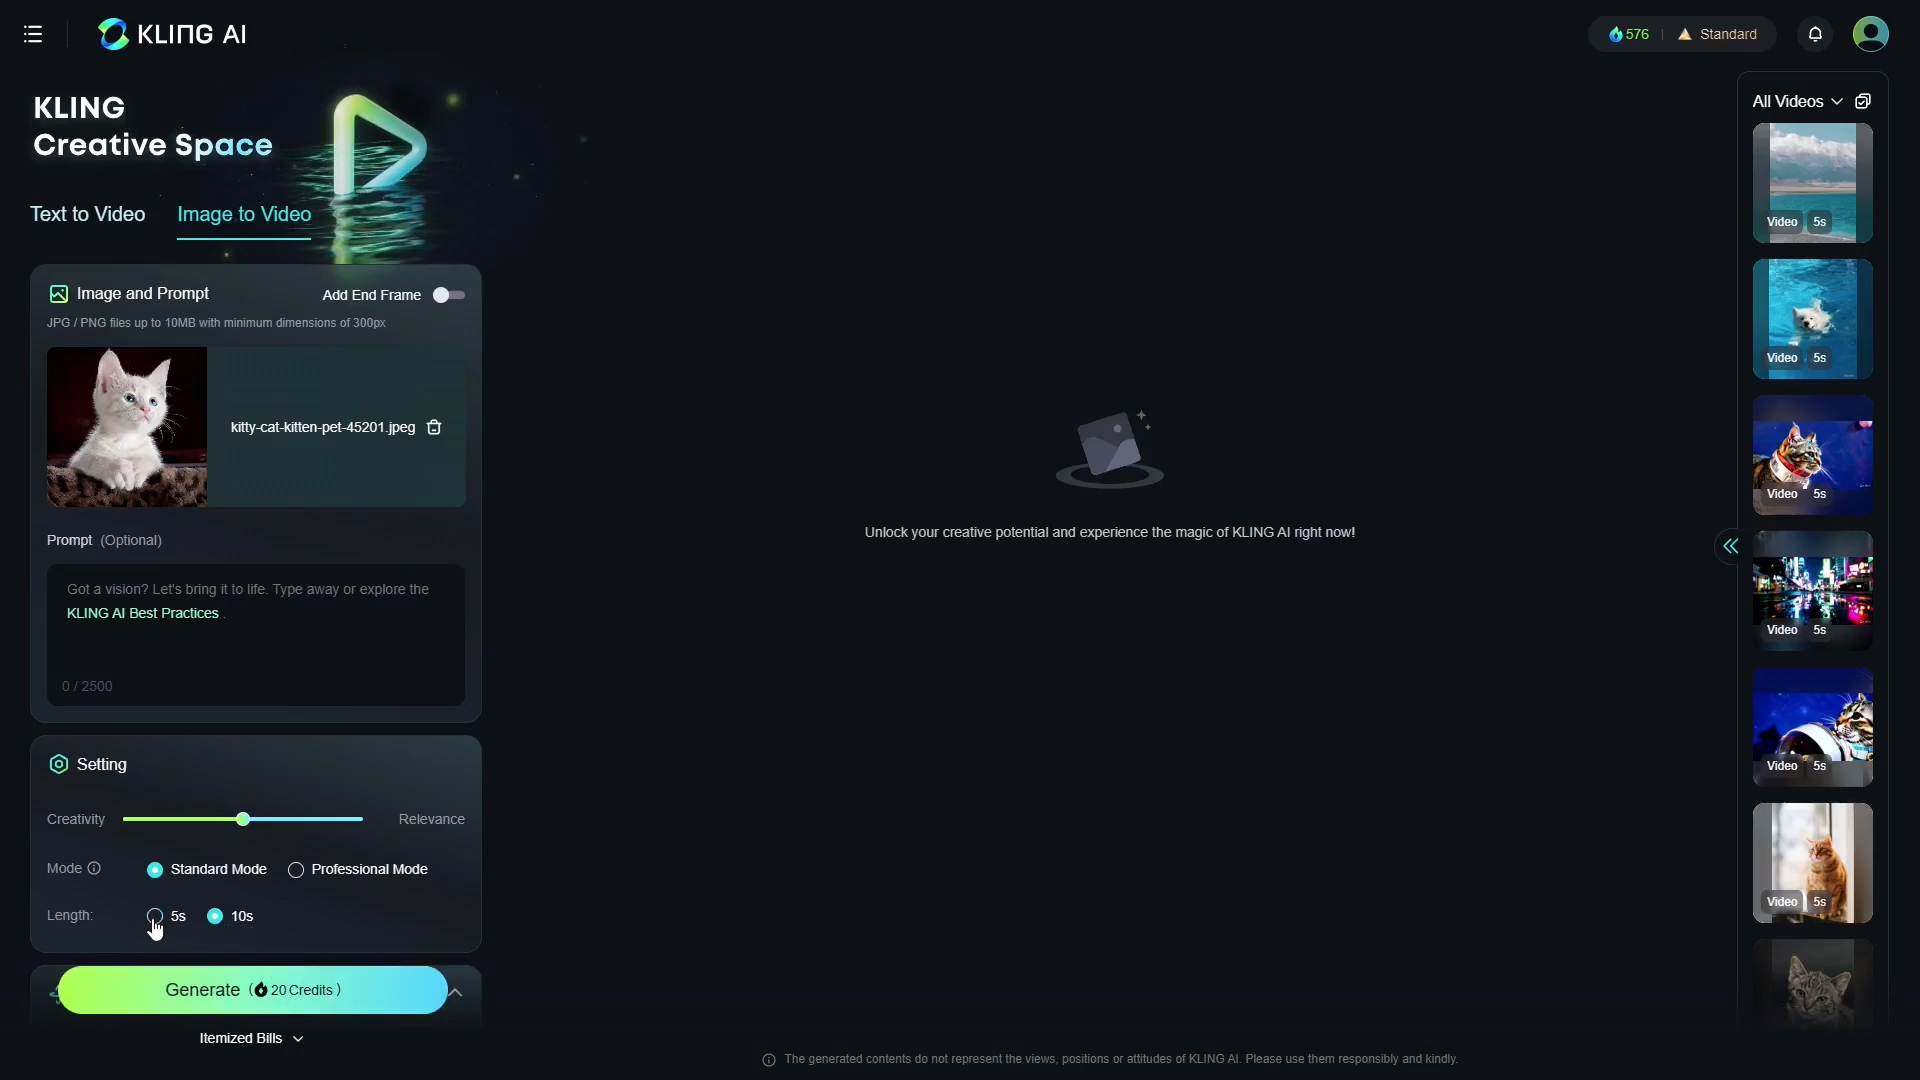 KLING AI
576
Standard
KLING
Creative Space
Text to Video
Image to Video
Image and Prompt
Add End Frame
JPG / PNG files up to 10MB with minimum dimensions of 300px
kitty-cat-kitten-pet-45201.jpeg
Prompt (Optional)
Got a vision? Let's bring it to life. Type away or explore the
KLING AI Best Practices .
0 / 2500
Setting
Creativity
Relevance
Mode
Standard Mode
Professional Mode
Length:
5s
10s
Generate ( 20 Credits )
Itemized Bills
Unlock your creative potential and experience the magic of KLING AI right now!
The generated contents do not represent the views, positions or attitudes of KLING AI. Please use them responsibly and kindly.
All Videos
Video 5s
Video 5s
Video 5s
Video 5s
Video 5s
Video 5s